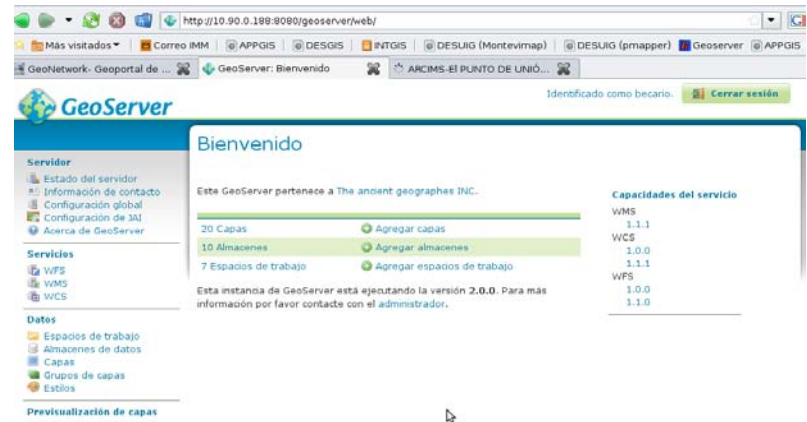 http://10.90.0.188:8080/geoserver/web/
Más visitados
Correo IMM
APPGIS
DESGIS
INTGIS
DESUIG (Montevimap)
DESUIG (pmapper)
Geoserver
APPGIS
GeoNetwork- Geoportal de ...
GeoServer: Bienvenido
ARCIMS-El PUNTO DE UNIÓ...
GeoServer
Identificado como becario.
Cerrar sesión
Servidor
Estado del servidor
Información de contacto
Configuración global
Configuración de JAI
Acerca de GeoServer
Servicios
WFS
WMS
WCS
Datos
Espacios de trabajo
Almacenes de datos
Capas
Grupos de capas
Estilos
Previsualización de capas
Bienvenido
Este GeoServer pertenece a The ancient geographes INC.
20 Capas
Agregar capas
10 Almacenes
Agregar almacenes
7 Espacios de trabajo
Agregar espacios de trabajo
Esta instancia de GeoServer está ejecutando la versión 2.0.0. Para más
información por favor contacte con el administrador.
Capacidades del servicio
WMS
1.1.1
WCS
1.0.0
1.1.1
WFS
1.0.0
1.1.0